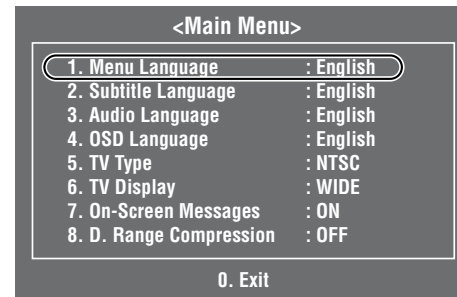 <Main Menu>
1. Menu Language : English
2. Subtitle Language : English
3. Audio Language : English
4. OSD Language : English
5. TV Type : NTSC
6. TV Display : WIDE
7. On-Screen Messages : ON
8. D. Range Compression : OFF
0. Exit